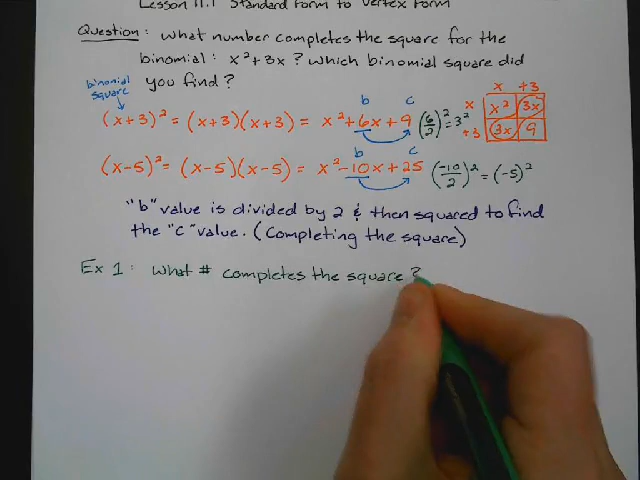 Lesson 11.1 Standard Form to Vertex Form
Question: What number completes the square for the
binomial: x²+3x? Which binomial square did
you find?
binomial
square
(x+3)² = (x+3)(x+3) = x²+6x+9 (6/2)²=3²
b c
x +3
x x² 3x
+3 3x 9
(x-5)² = (x-5)(x-5) = x²-10x+25 (-10/2)² = (-5)²
b c
"b" value is divided by 2 & then squared to find
the "c" value. (Completing the square)
Ex 1: What # completes the square?